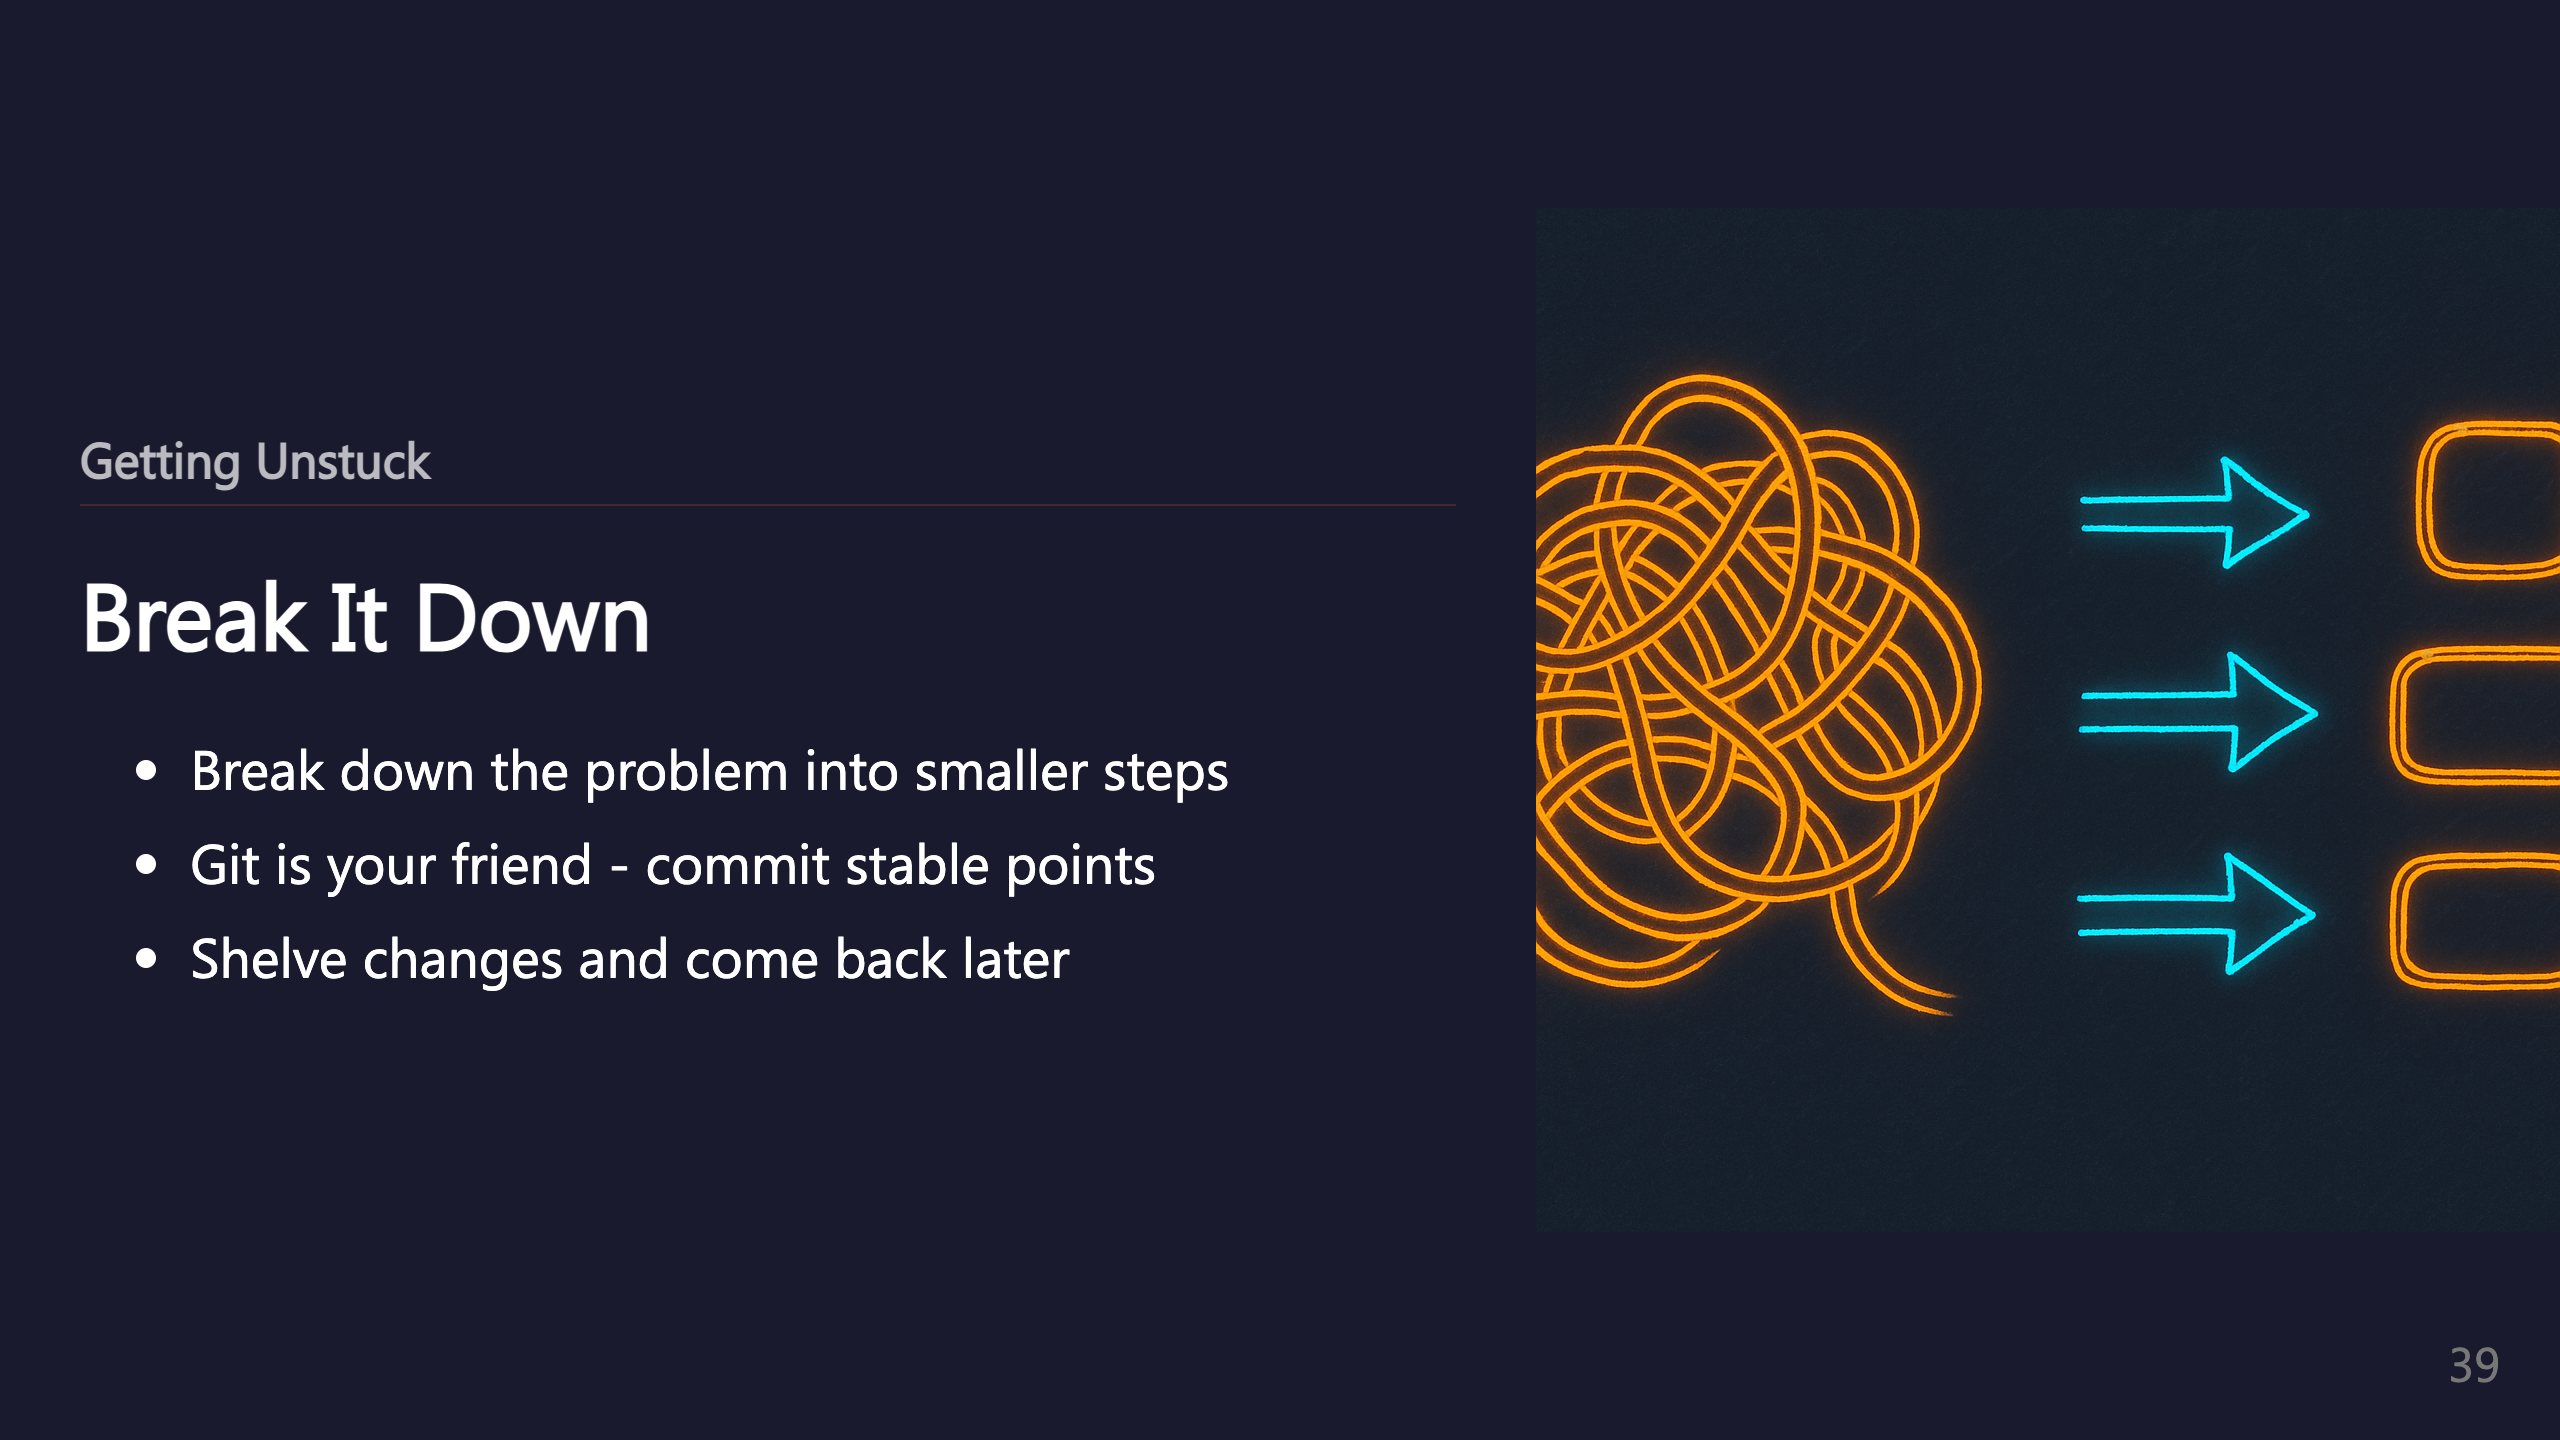 Getting Unstuck
Break It Down
• Break down the problem into smaller steps
• Git is your friend - commit stable points
• Shelve changes and come back later
39